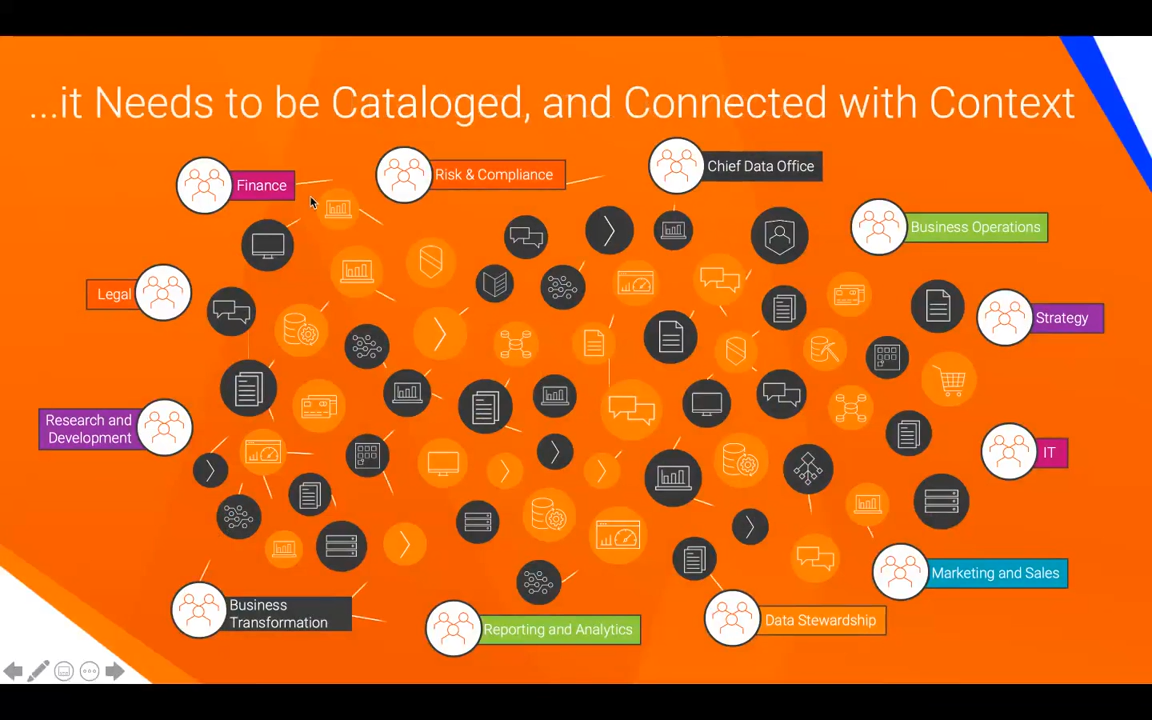 ...it Needs to be Cataloged, and Connected with Context
Finance
Risk & Compliance
Chief Data Office
Business Operations
Legal
Strategy
Research and
Development
IT
Marketing and Sales
Business
Transformation
Reporting and Analytics
Data Stewardship